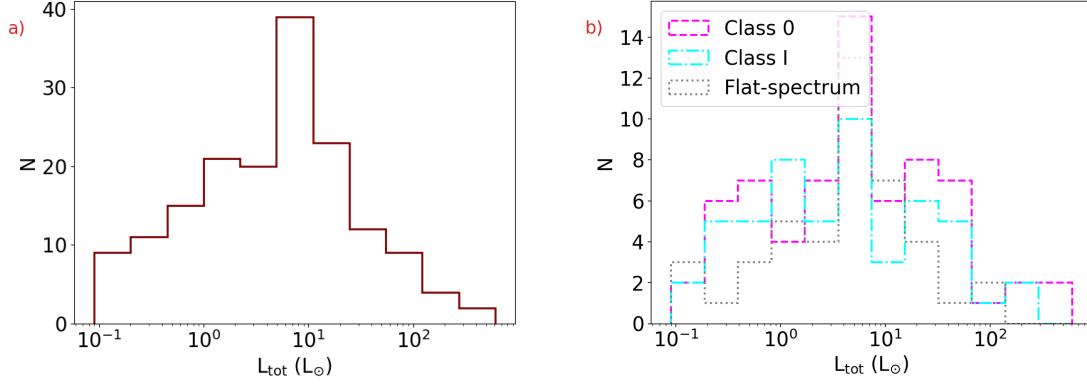 a)
40
30
20
10
0
N
10⁻¹ 10⁰ 10¹ 10²
L_tot (L_⊙)
b)
Class 0
Class I
Flat-spectrum
14
12
10
8
6
4
2
0
N
10⁻¹ 10⁰ 10¹ 10²
L_tot (L_⊙)